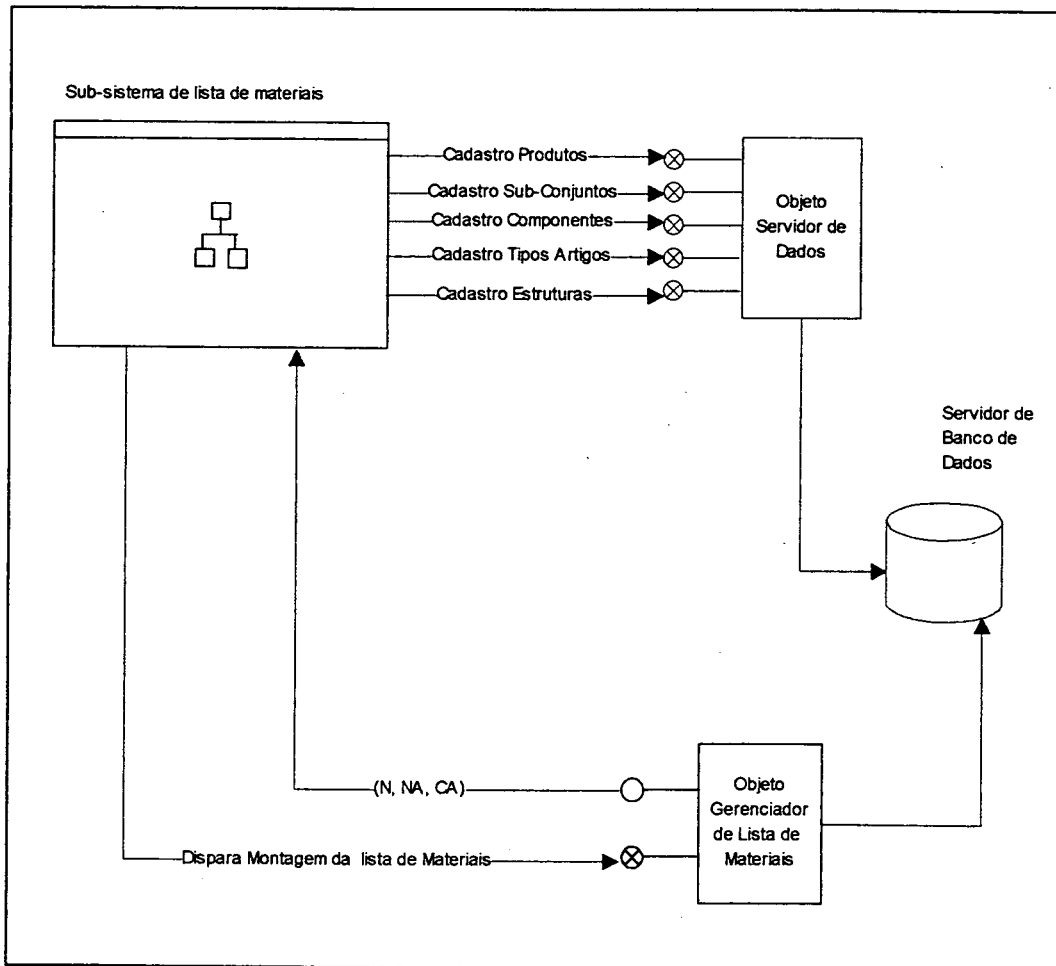 Sub-sistema de lista de materiais
Cadastro Produtos
Cadastro Sub-Conjuntos
Cadastro Componentes
Cadastro Tipos Artigos
Cadastro Estruturas
Objeto
Servidor de
Dados
Servidor de
Banco de
Dados
(N, NA, CA)
Objeto
Gerenciador
de Lista de
Materiais
Dispara Montagem da lista de Materiais